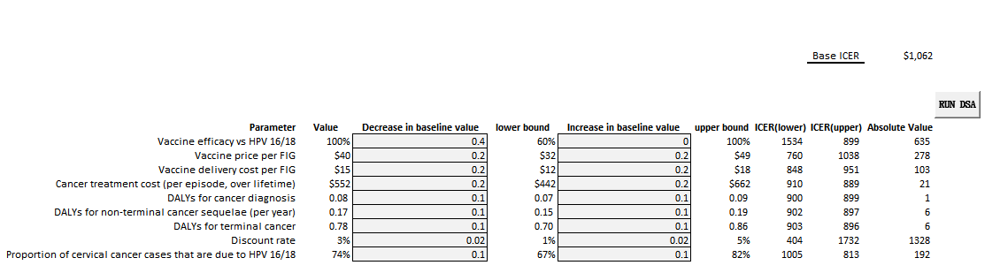 Base ICER $1,062
RUN DSA
Parameter Value Decrease in baseline value lower bound Increase in baseline value upper bound ICER(lower) ICER(upper) Absolute Value
Vaccine efficacy vs HPV 16/18 100% 0.4 60% 0 100% 1534 899 635
Vaccine price per FIG $40 0.2 $32 0.2 $49 760 1038 278
Vaccine delivery cost per FIG $15 0.2 $12 0.2 $18 848 951 103
Cancer treatment cost (per episode, over lifetime) $552 0.2 $442 0.2 $662 910 889 21
DALYs for cancer diagnosis 0.08 0.1 0.07 0.1 0.09 900 899 1
DALYs for non-terminal cancer sequelae (per year) 0.17 0.1 0.15 0.1 0.19 902 897 6
DALYs for terminal cancer 0.78 0.1 0.70 0.1 0.86 903 896 6
Discount rate 3% 0.02 1% 0.02 5% 404 1732 1328
Proportion of cervical cancer cases that are due to HPV 16/18 74% 0.1 67% 0.1 82% 1005 813 192